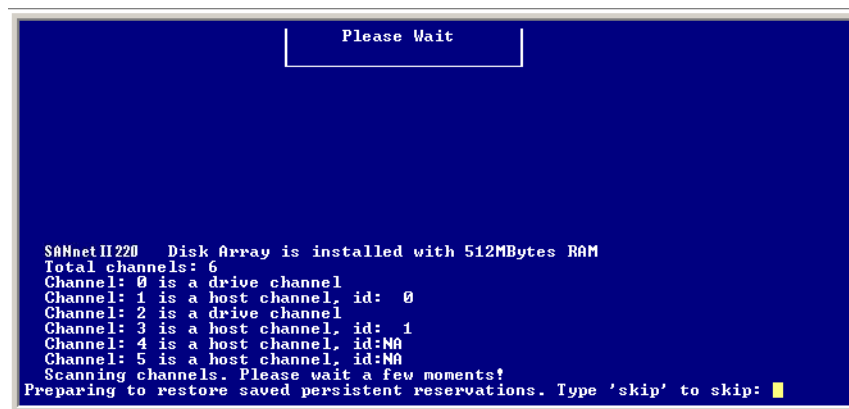 Please Wait
SANnet II 220 Disk Array is installed with 512MBytes RAM
Total channels: 6
Channel: 0 is a drive channel
Channel: 1 is a host channel, id: 0
Channel: 2 is a drive channel
Channel: 3 is a host channel, id: 1
Channel: 4 is a host channel, id:NA
Channel: 5 is a host channel, id:NA
Scanning channels. Please wait a few moments!
Preparing to restore saved persistent reservations. Type 'skip' to skip: